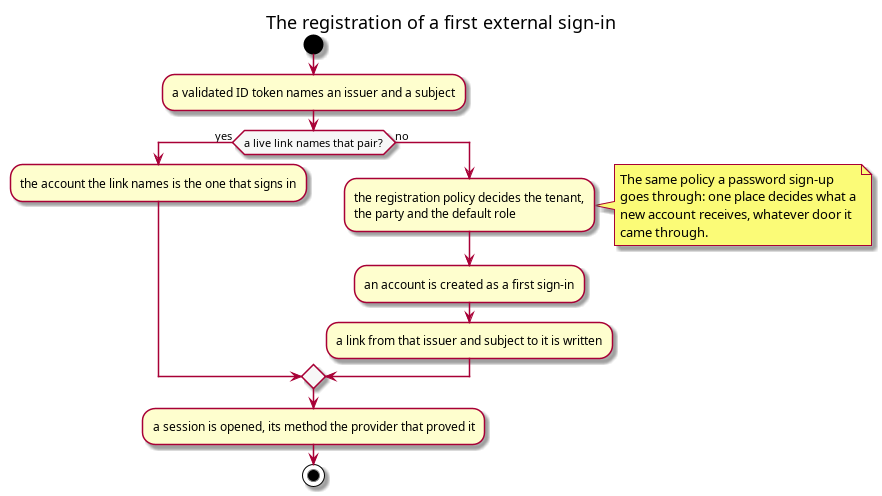 The registration of a first external sign-in
a validated ID token names an issuer and a subject
yes
a live link names that pair?
no
the account the link names is the one that signs in
the registration policy decides the tenant,
the party and the default role
The same policy a password sign-up
goes through: one place decides what a
new account receives, whatever door it
came through.
an account is created as a first sign-in
a link from that issuer and subject to it is written
a session is opened, its method the provider that proved it